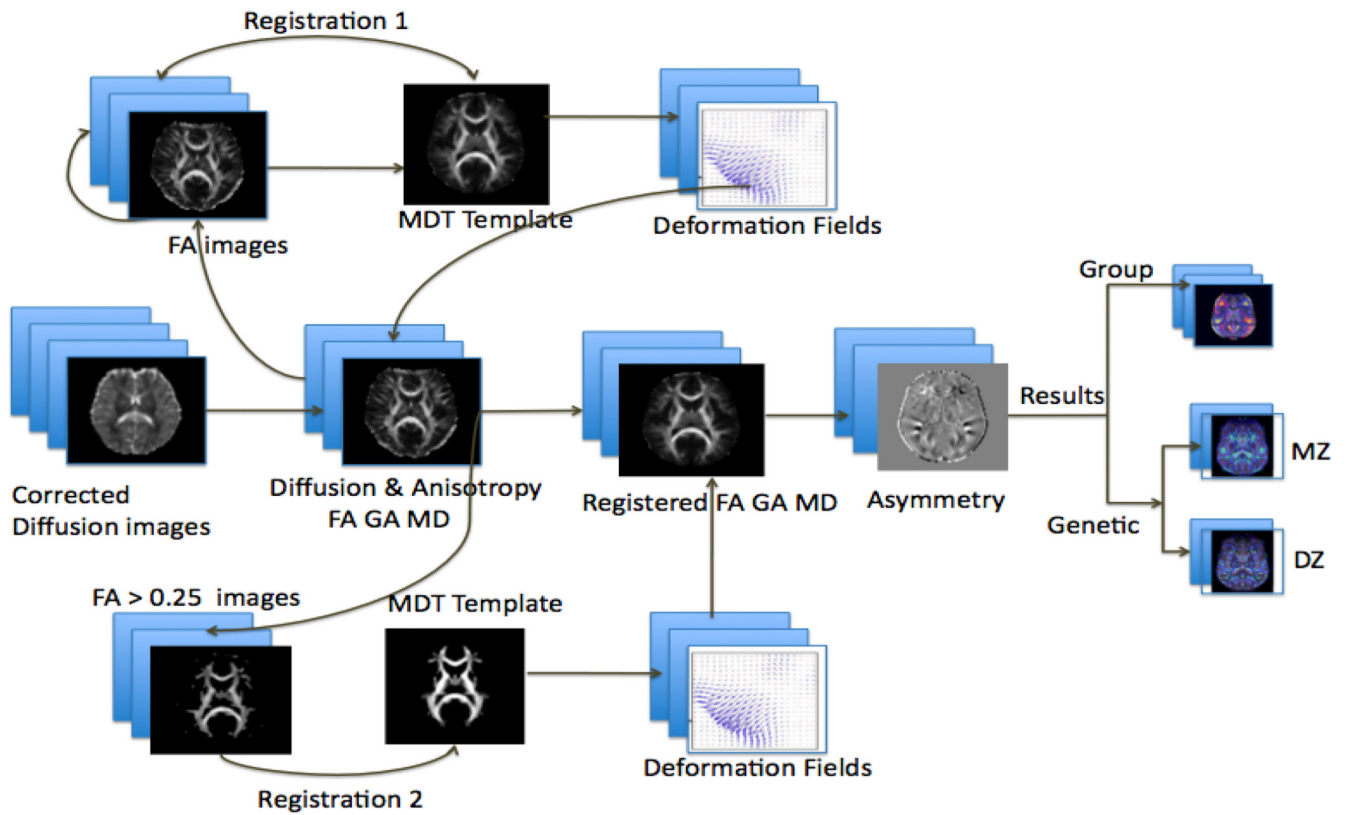 Registration 1
FA images
MDT Template
Deformation Fields
Corrected
Diffusion images
Diffusion & Anisotropy
FA GA MD
Registered FA GA MD
Asymmetry
Results
Group
Genetic
MZ
DZ
FA > 0.25 images
MDT Template
Deformation Fields
Registration 2